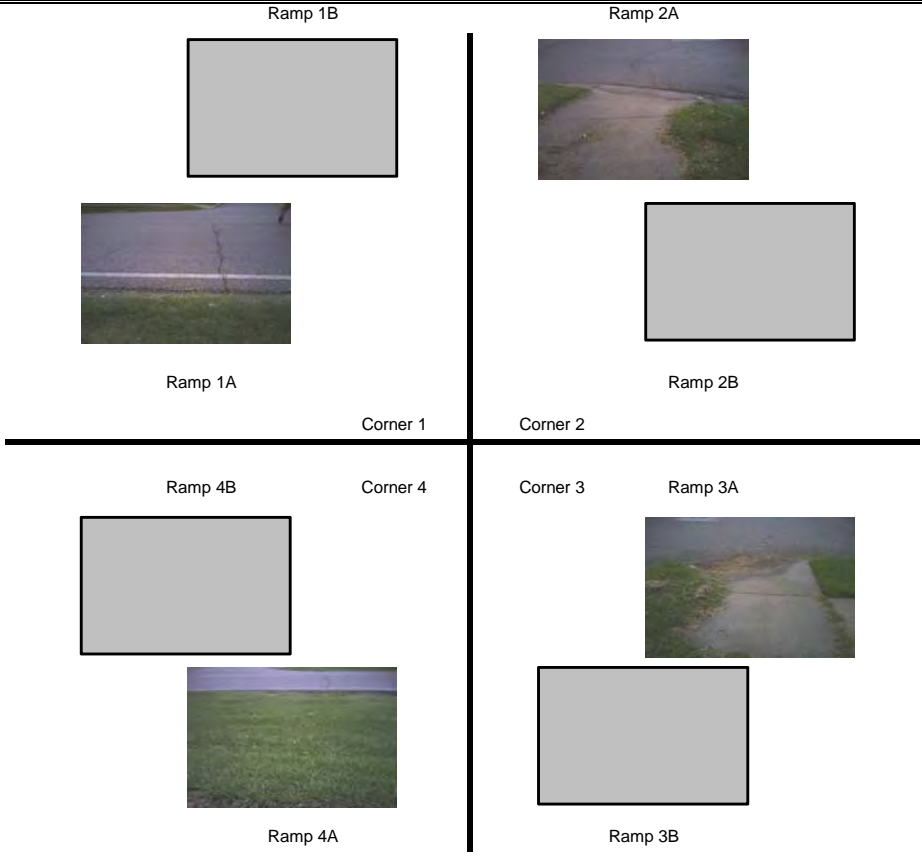 Ramp 1B
Ramp 2A
Ramp 1A
Ramp 2B
Corner 1
Corner 2
Ramp 4B
Corner 4
Corner 3
Ramp 3A
Ramp 4A
Ramp 3B